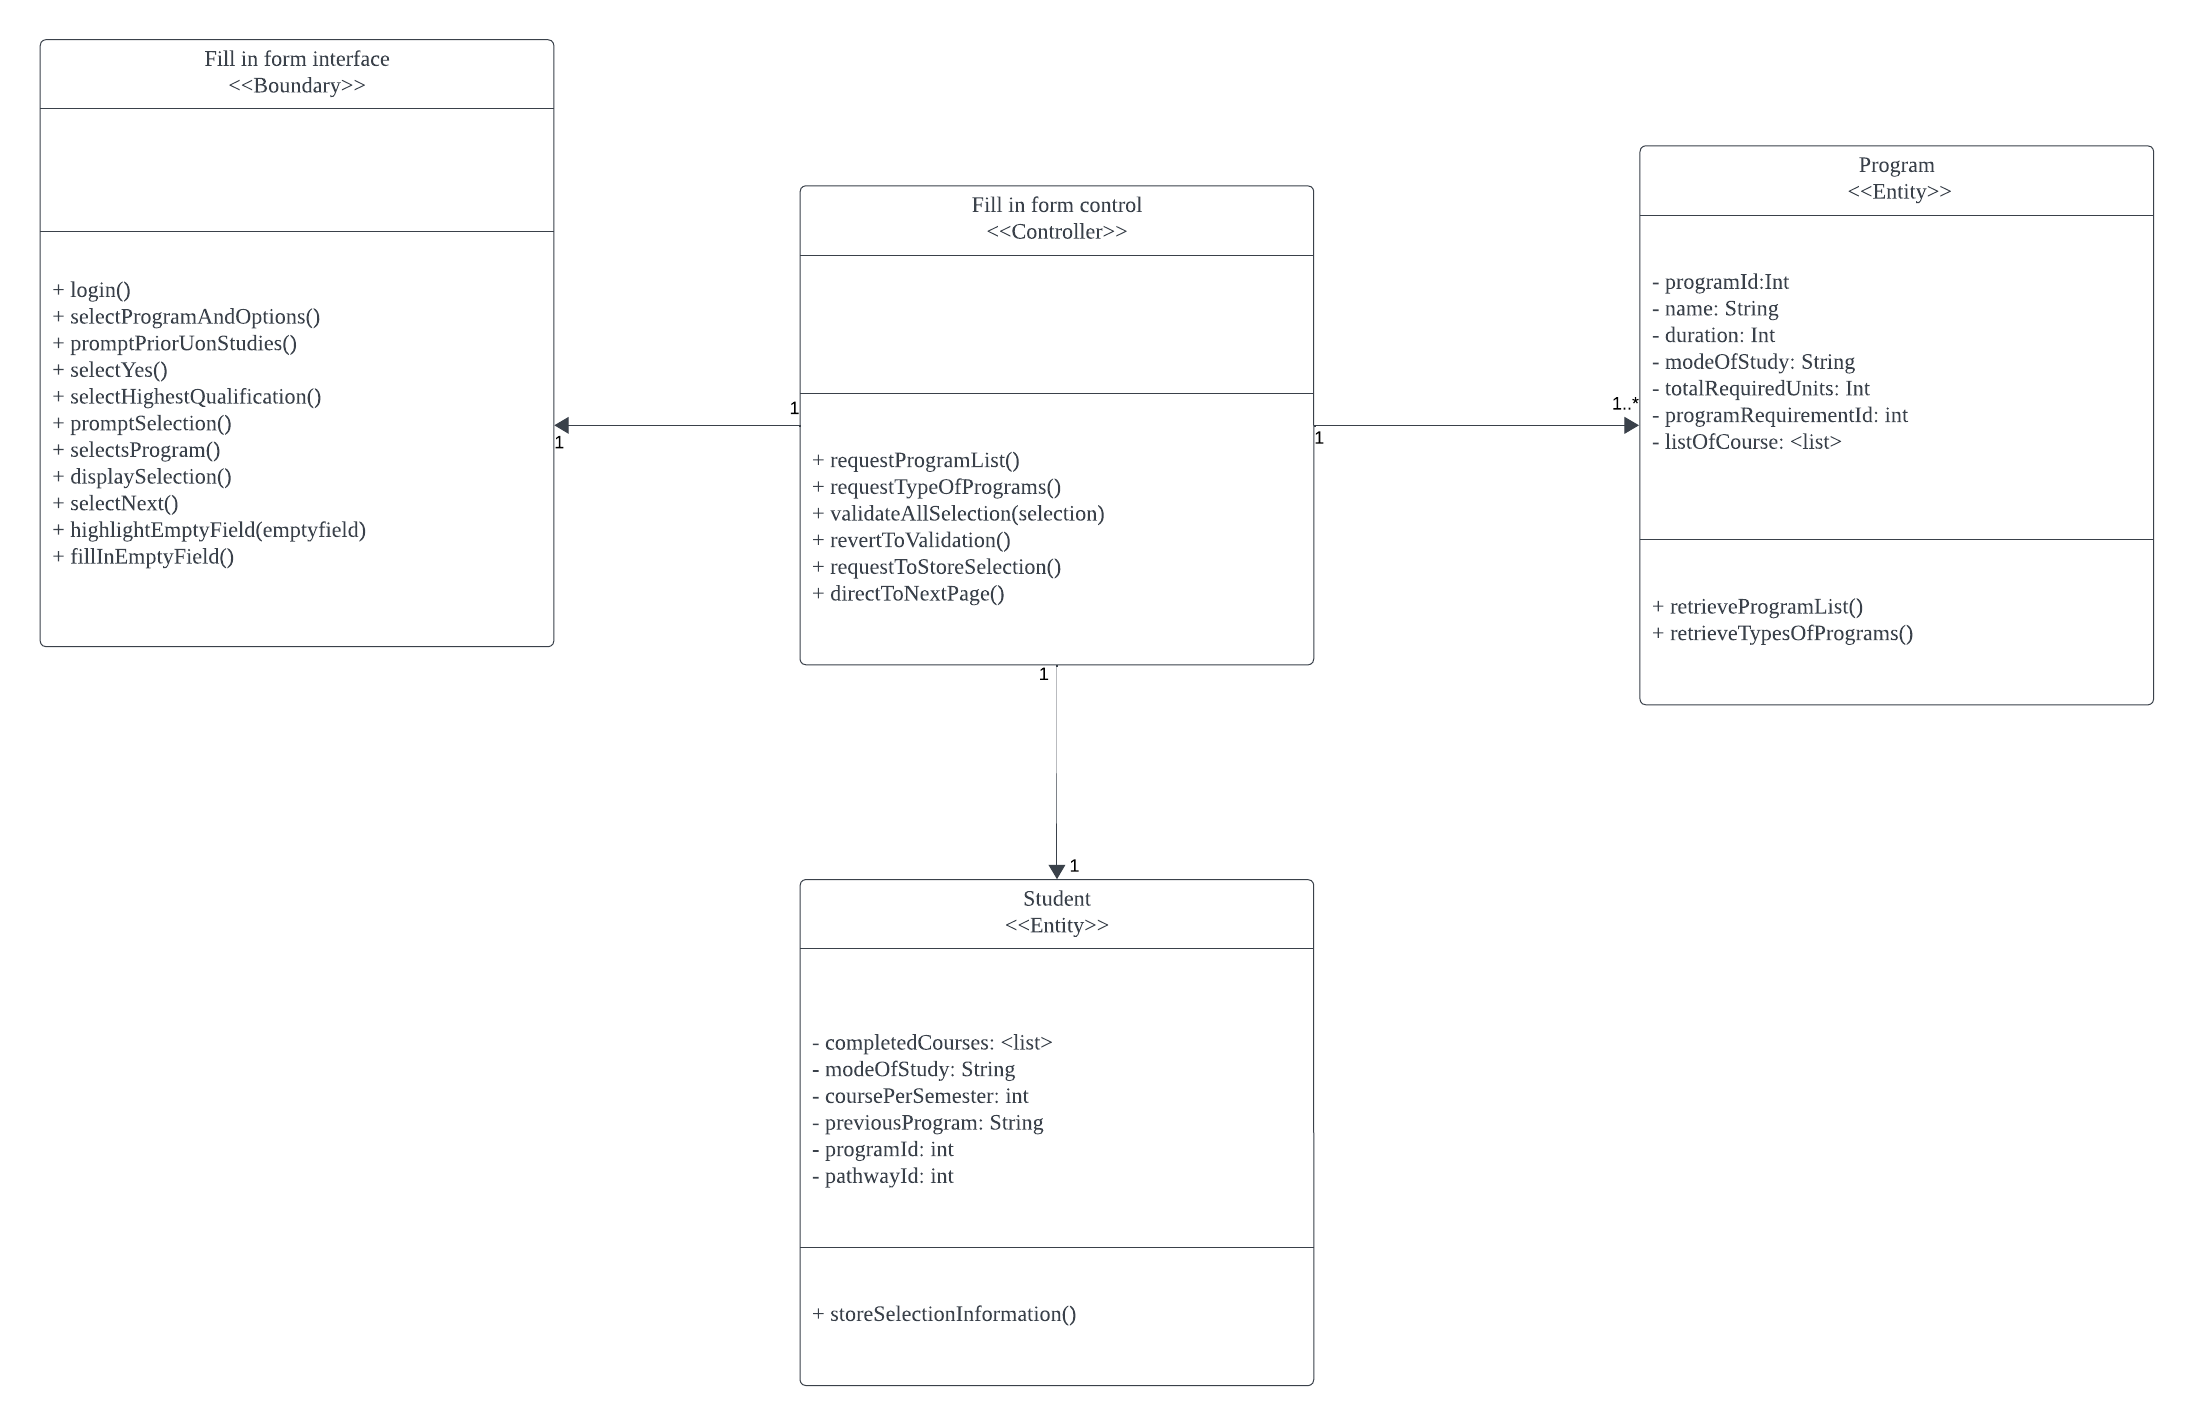 Fill in form interface
<<Boundary>>
+ login()
+ selectProgramAndOptions()
+ promptPriorUonStudies()
+ selectYes()
+ selectHighestQualification()
+ promptSelection()
+ selectsProgram()
+ displaySelection()
+ selectNext()
+ highlightEmptyField(emptyfield)
+ fillInEmptyField()
1
1
Fill in form control
<<Controller>>
+ requestProgramList()
+ requestTypeOfPrograms()
+ validateAllSelection(selection)
+ revertToValidation()
+ requestToStoreSelection()
+ directToNextPage()
1
1..*
Program
<<Entity>>
- programId:Int
- name: String
- duration: Int
- modeOfStudy: String
- totalRequiredUnits: Int
- programRequirementId: int
- listOfCourse: <list>
+ retrieveProgramList()
+ retrieveTypesOfPrograms()
1
1
Student
<<Entity>>
- completedCourses: <list>
- modeOfStudy: String
- coursePerSemester: int
- previousProgram: String
- programId: int
- pathwayId: int
+ storeSelectionInformation()